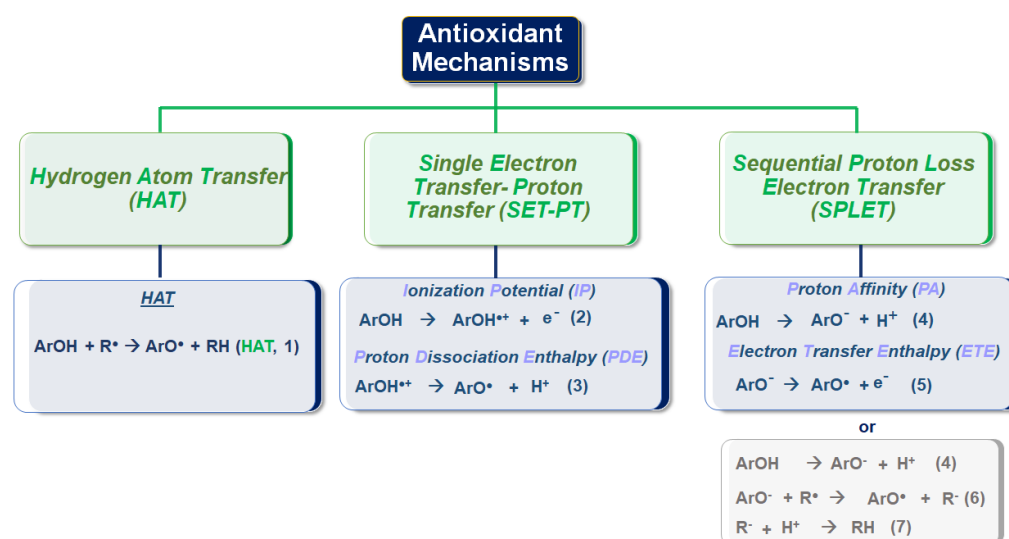 Antioxidant
Mechanisms
Hydrogen Atom Transfer
(HAT)
Single Electron
Transfer- Proton
Transfer (SET-PT)
Sequential Proton Loss
Electron Transfer
(SPLET)
HAT
ArOH + R• → ArO• + RH (HAT, 1)
Ionization Potential (IP)
ArOH → ArOH•+ + e- (2)
Proton Dissociation Enthalpy (PDE)
ArOH•+ → ArO• + H+ (3)
Proton Affinity (PA)
ArOH → ArO- + H+ (4)
Electron Transfer Enthalpy (ETE)
ArO- → ArO• + e- (5)
or
ArOH → ArO- + H+ (4)
ArO- + R• → ArO• + R- (6)
R- + H+ → RH (7)